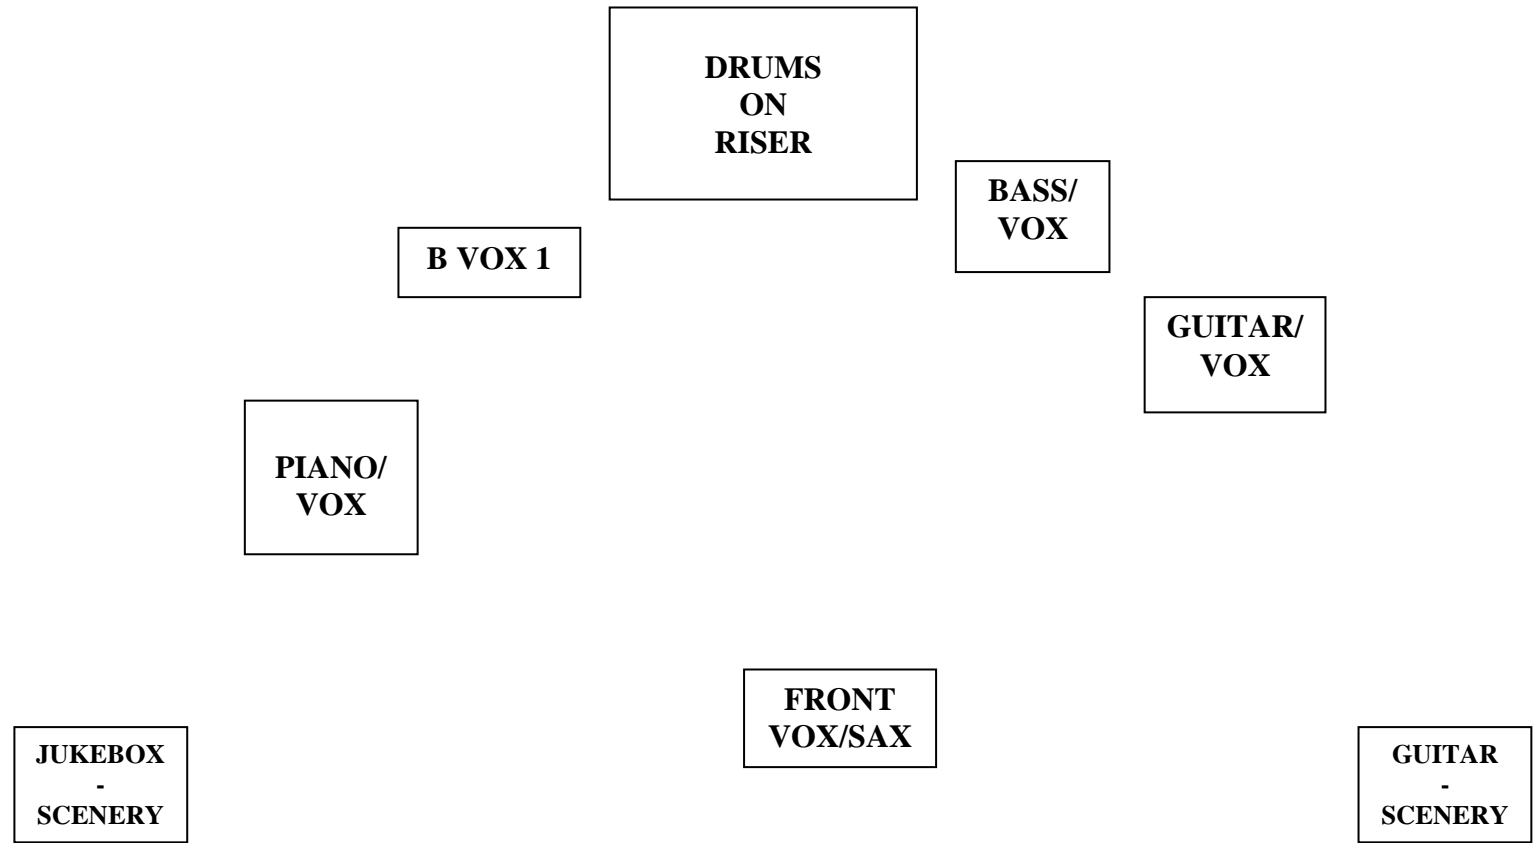 DRUMS
ON
RISER
BASS/
VOX
B VOX 1
GUITAR/
VOX
PIANO/
VOX
FRONT
VOX/SAX
JUKEBOX
-
SCENERY
GUITAR
-
SCENERY